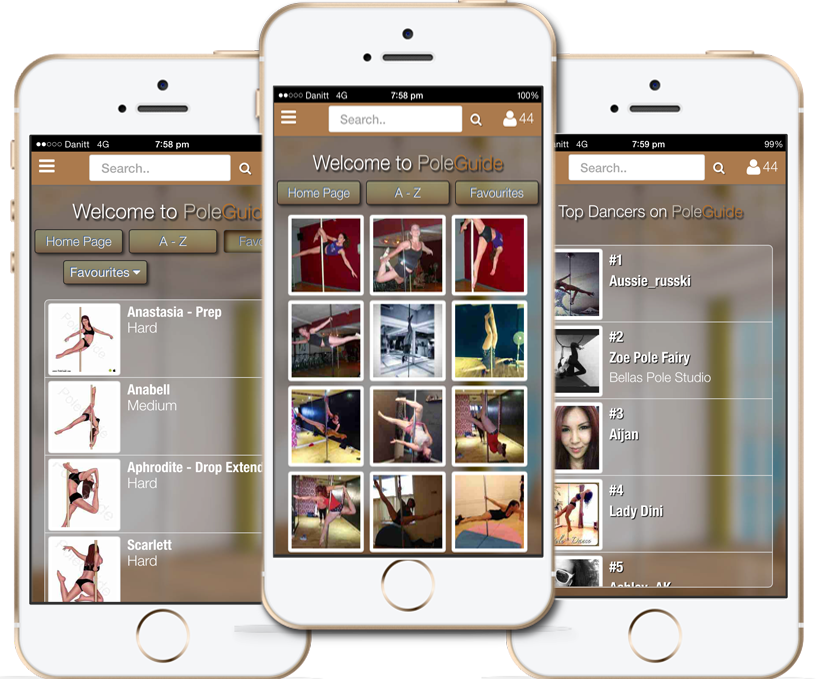 Danitt 4G 7:58 pm
Search..
Welcome to PoleGuid
Home Page A - Z Favo
Favourites
Anastasia - Prep
Hard
Anabell
Medium
Aphrodite - Drop Extend
Hard
Scarlett
Hard
Danitt 4G 7:58 pm 100%
Search.. 44
Welcome to PoleGuide
Home Page A - Z Favourites
nitt 4G 7:59 pm 99%
Search.. 44
Top Dancers on PoleGuide
#1
Aussie_russki
#2
Zoe Pole Fairy
Bellas Pole Studio
#3
Aijan
#4
Lady Dini
#5
Ashley_AK